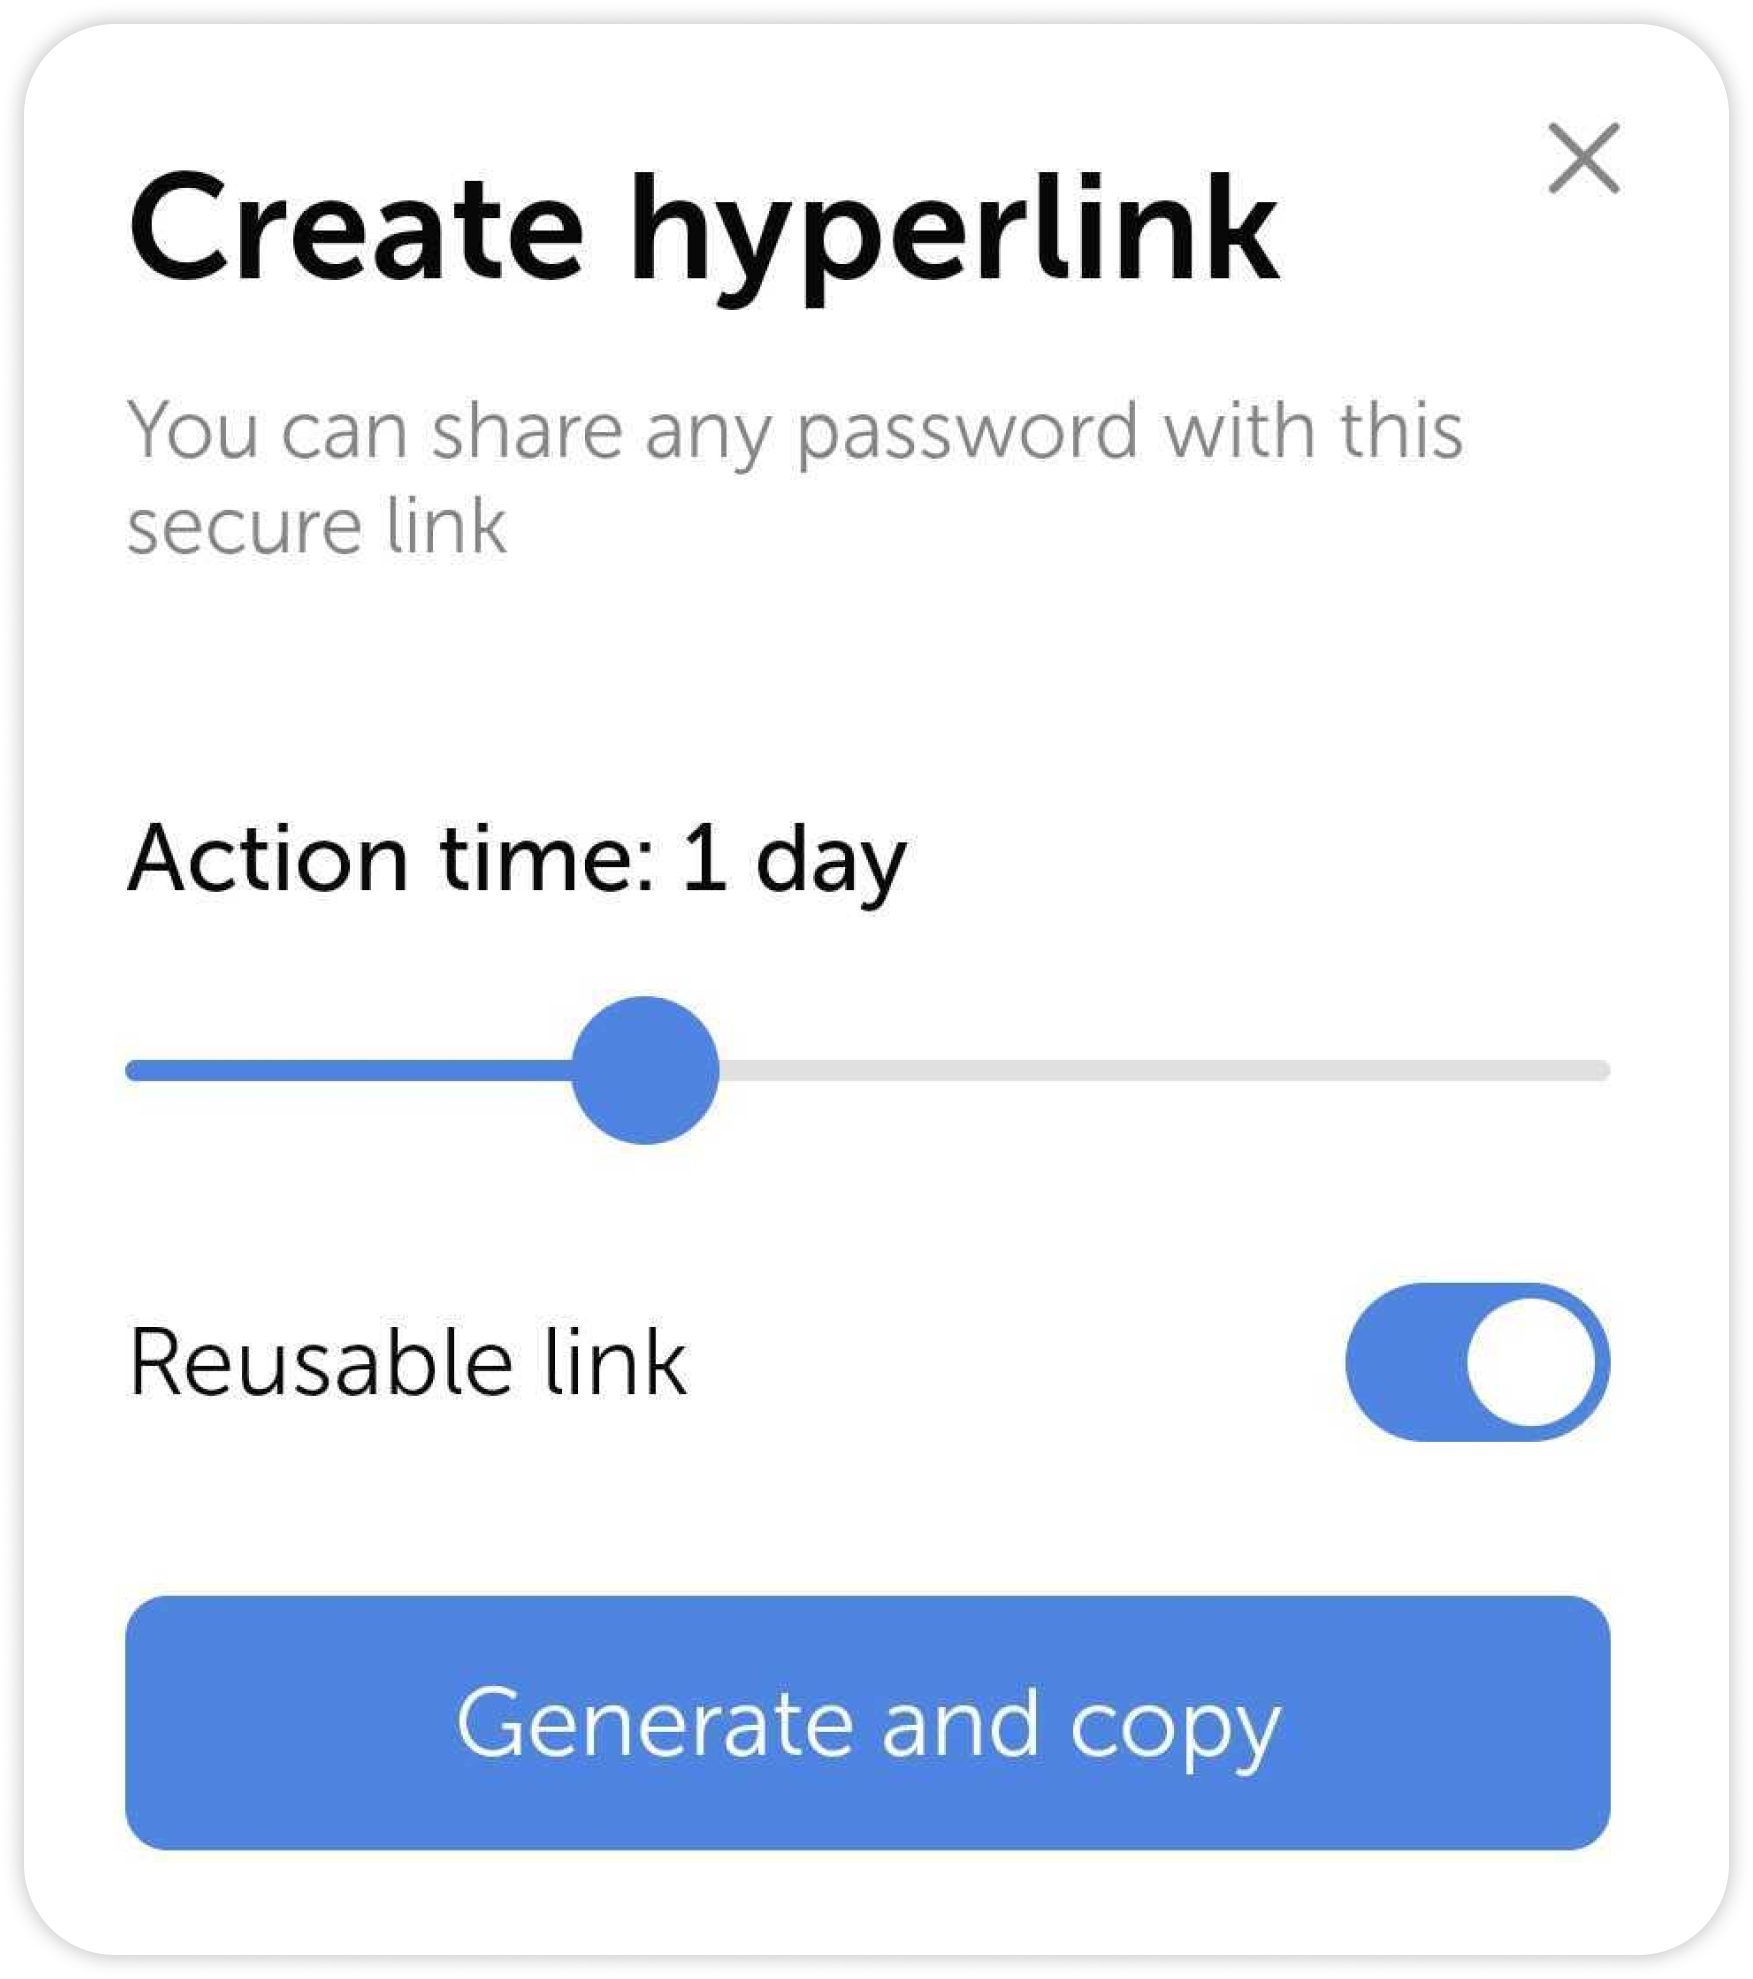 Create hyperlink
You can share any password with this
secure link
Action time: 1 day
Reusable link
Generate and copy